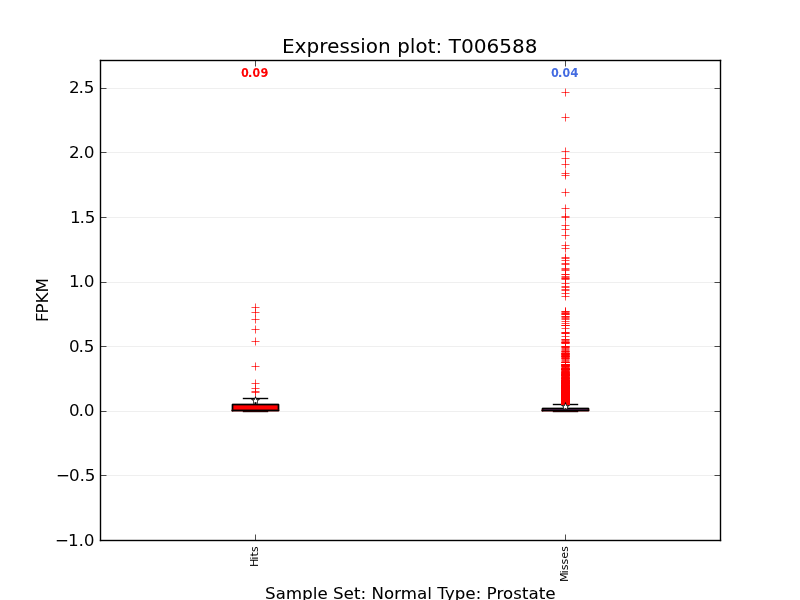 Expression plot: T006588
0.09
0.04
2.5
2.0
1.5
1.0
0.5
0.0
−0.5
−1.0
FPKM
Hits
Misses
Sample Set: Normal Type: Prostate